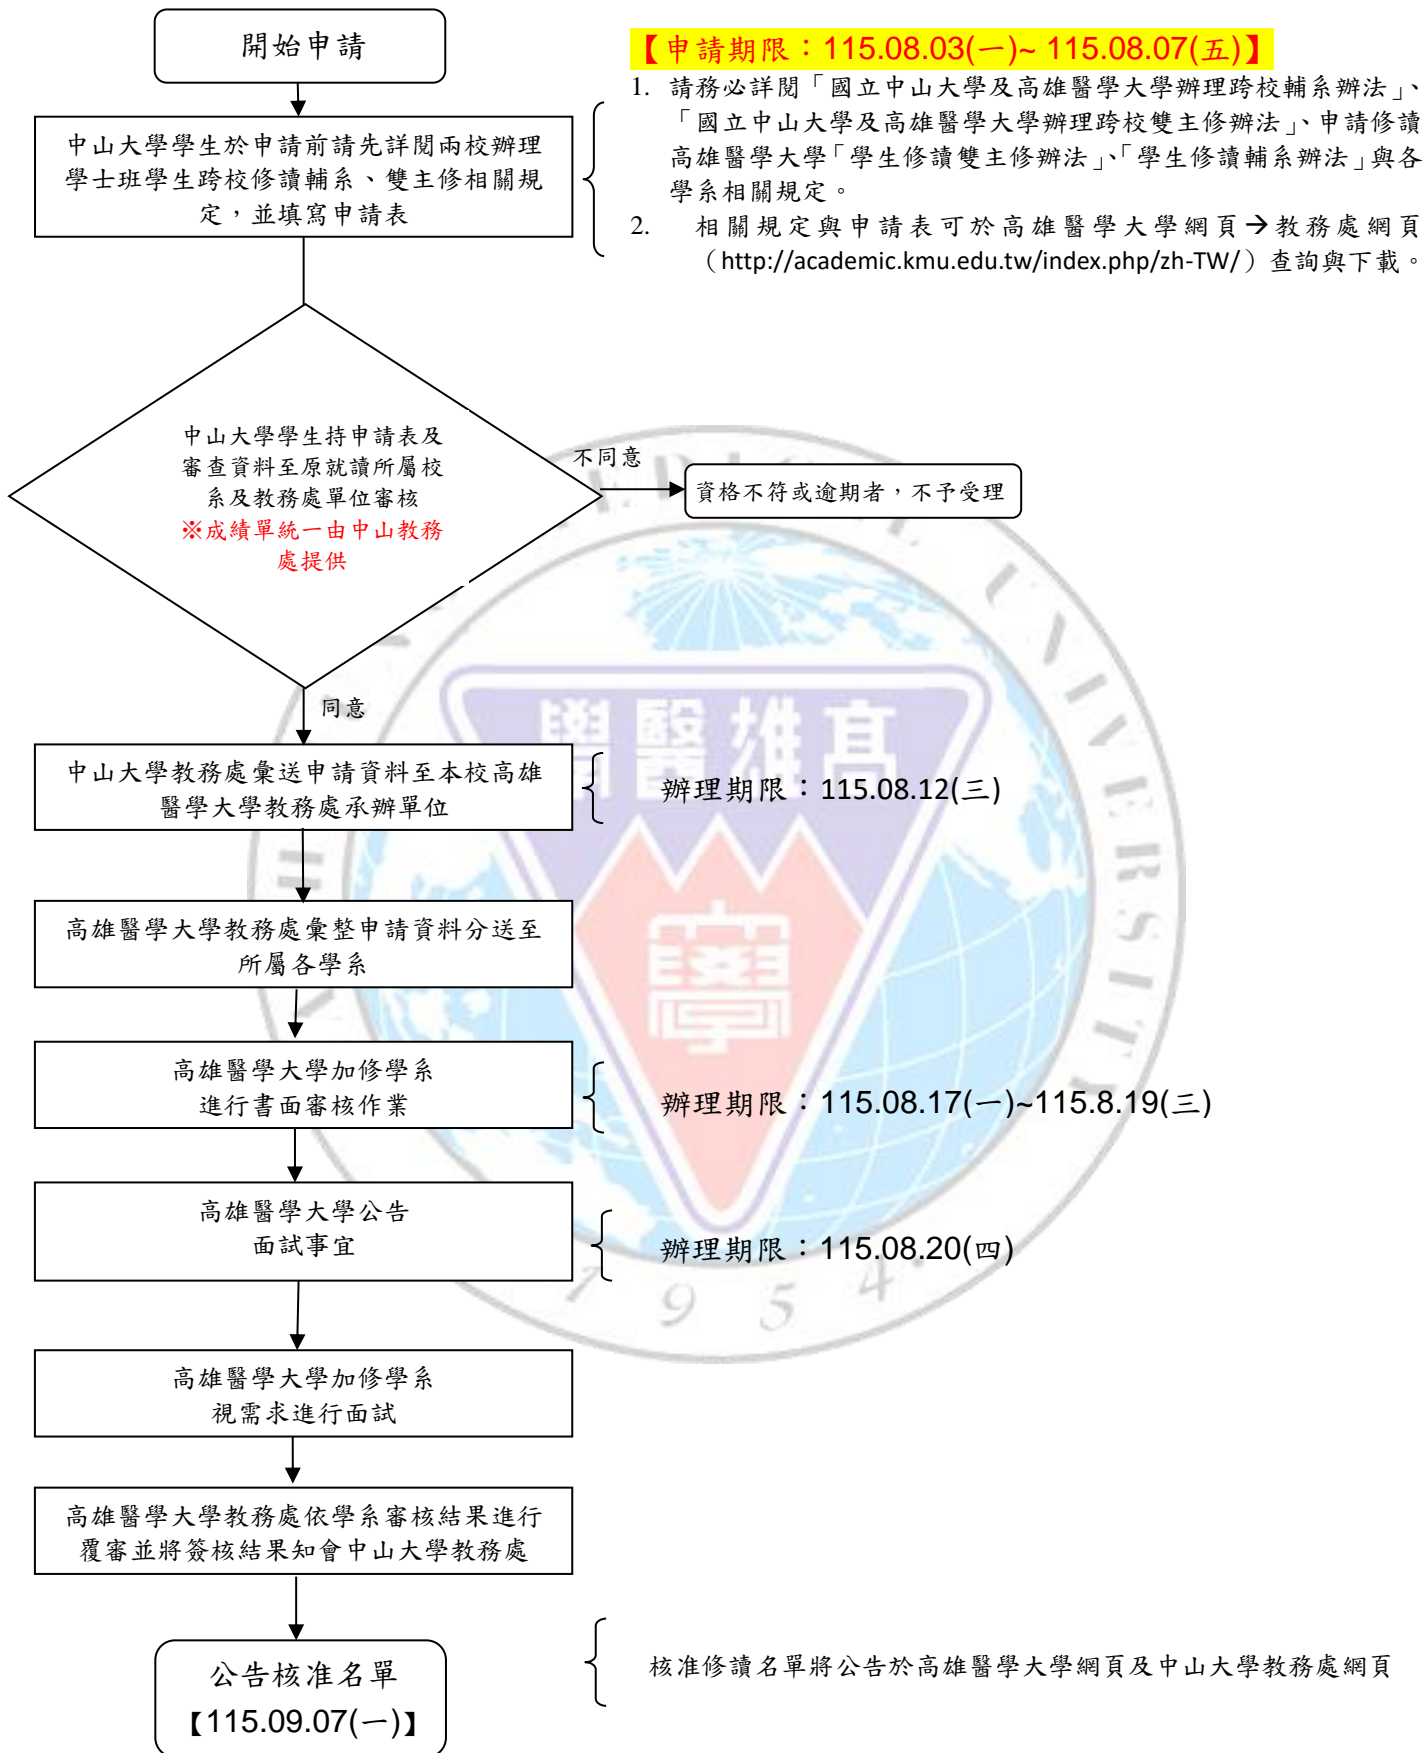 開始申請
【申請期限：115.08.03(一)~ 115.08.07(五)】
1. 請務必詳閱「國立中山大學及高雄醫學大學辦理跨校輔系辦法」、
「國立中山大學及高雄醫學大學辦理跨校雙主修辦法」、申請修讀
高雄醫學大學「學生修讀雙主修辦法」、「學生修讀輔系辦法」與各
學系相關規定。
2. 相關規定與申請表可於高雄醫學大學網頁→教務處網頁
（http://academic.kmu.edu.tw/index.php/zh-TW/）查詢與下載。
中山大學學生於申請前請先詳閱兩校辦理
學士班學生跨校修讀輔系、雙主修相關規
定，並填寫申請表
中山大學學生持申請表及
審查資料至原就讀所屬校
系及教務處單位審核
※成績單統一由中山教務
處提供
不同意
資格不符或逾期者，不予受理
同意
中山大學教務處彙送申請資料至本校高雄
醫學大學教務處承辦單位
辦理期限：115.08.12(三)
高雄醫學大學教務處彙整申請資料分送至
所屬各學系
高雄醫學大學加修學系
進行書面審核作業
辦理期限：115.08.17(一)~115.8.19(三)
高雄醫學大學公告
面試事宜
辦理期限：115.08.20(四)
高雄醫學大學加修學系
視需求進行面試
高雄醫學大學教務處依學系審核結果進行
覆審並將簽核結果知會中山大學教務處
公告核准名單
【115.09.07(一)】
核准修讀名單將公告於高雄醫學大學網頁及中山大學教務處網頁
學醫雄高
學
UNIVERSITY
1954